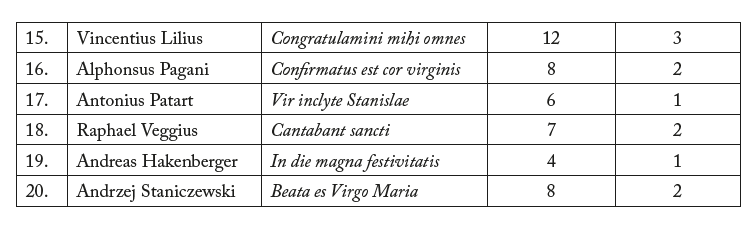 15. Vincentius Lilius Congratulamini mihi omnes 12 3
16. Alphonsus Pagani Confirmatus est cor virginis 8 2
17. Antonius Patart Vir inclyte Stanislae 6 1
18. Raphael Veggius Cantabant sancti 7 2
19. Andreas Hakenberger In die magna festivitatis 4 1
20. Andrzej Staniczewski Beata es Virgo Maria 8 2